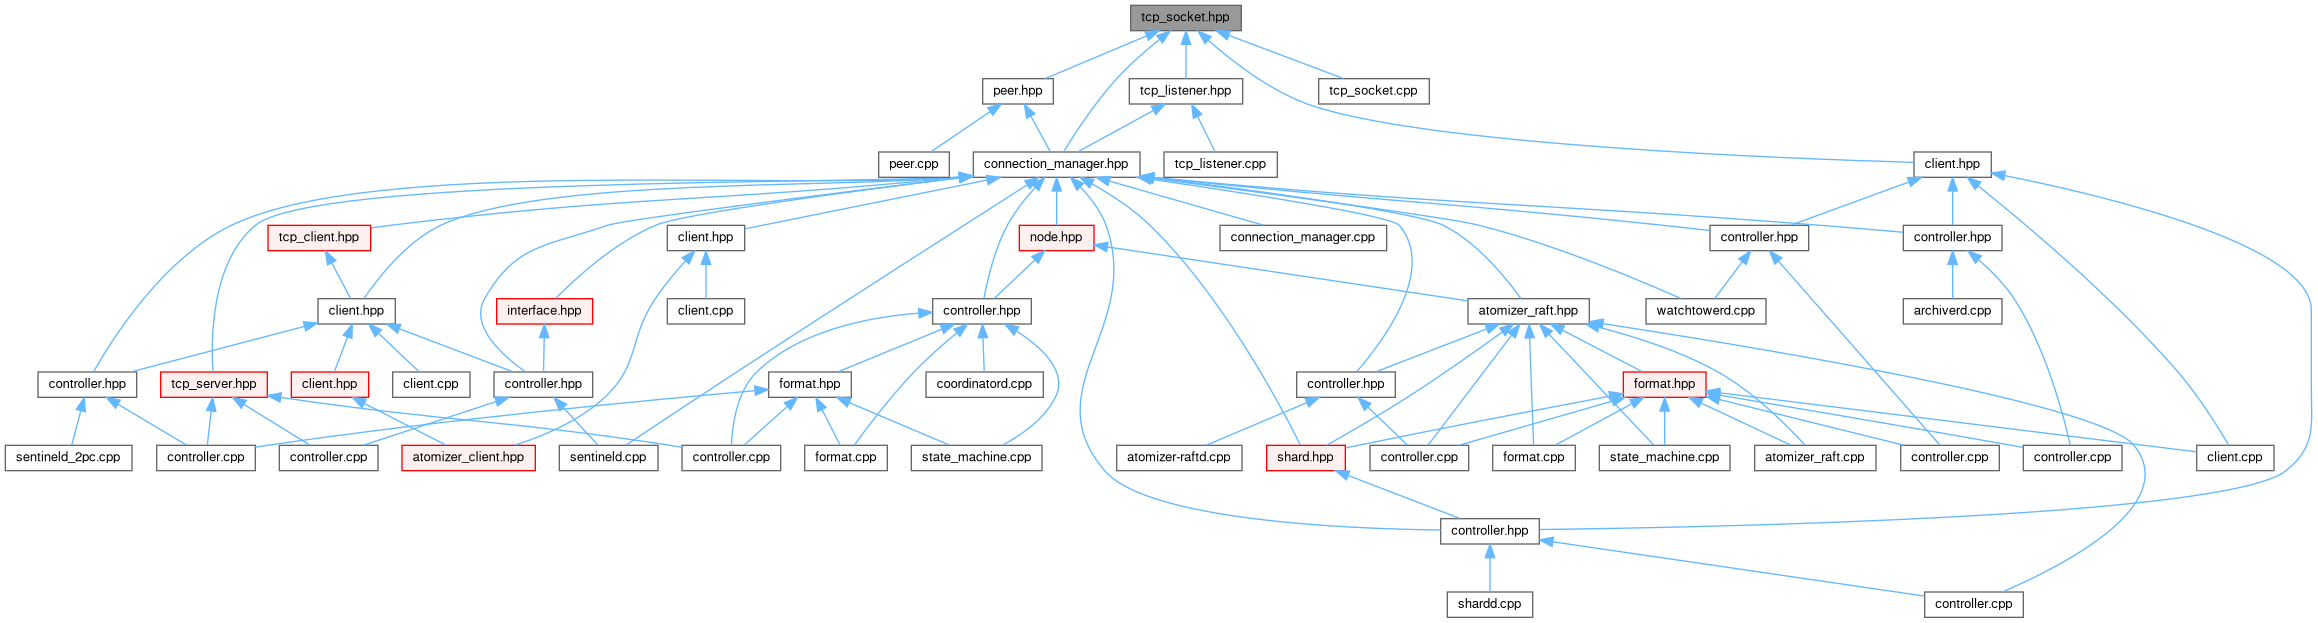 tcp_socket.hpp
peer.hpp
tcp_listener.hpp
tcp_socket.cpp
peer.cpp
connection_manager.hpp
tcp_listener.cpp
client.hpp
tcp_client.hpp
client.hpp
node.hpp
connection_manager.cpp
controller.hpp
controller.hpp
client.hpp
interface.hpp
client.cpp
controller.hpp
atomizer_raft.hpp
watchtowerd.cpp
archiverd.cpp
controller.hpp
tcp_server.hpp
client.hpp
client.cpp
controller.hpp
format.hpp
coordinatord.cpp
controller.hpp
format.hpp
sentineld_2pc.cpp
controller.cpp
controller.cpp
atomizer_client.hpp
sentineld.cpp
controller.cpp
format.cpp
state_machine.cpp
atomizer-raftd.cpp
shard.hpp
controller.cpp
format.cpp
state_machine.cpp
atomizer_raft.cpp
controller.cpp
controller.cpp
client.cpp
controller.hpp
shardd.cpp
controller.cpp